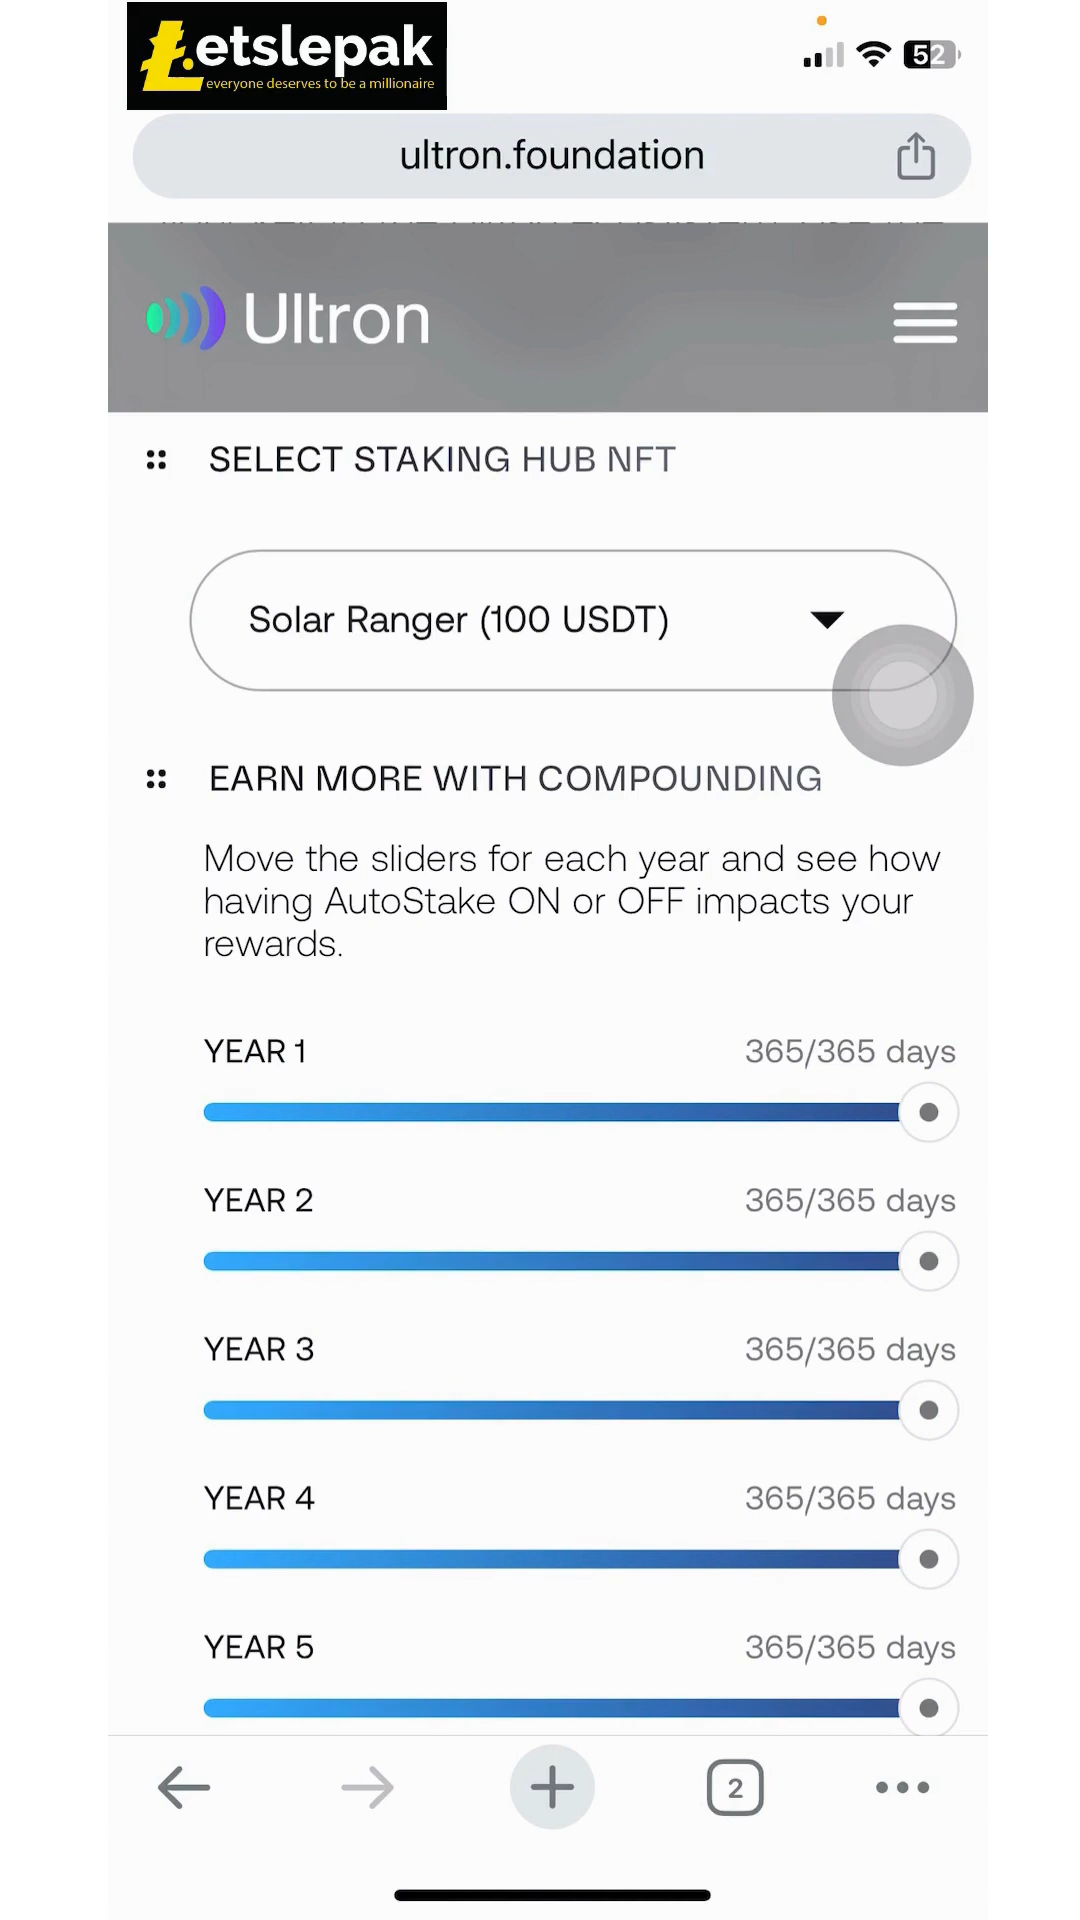 Letslepak
everyone deserves to be a millionaire
52
ultron.foundation
Ultron
SELECT STAKING HUB NFT
Solar Ranger (100 USDT)
EARN MORE WITH COMPOUNDING
Move the sliders for each year and see how
having AutoStake ON or OFF impacts your
rewards.
YEAR 1 365/365 days
YEAR 2 365/365 days
YEAR 3 365/365 days
YEAR 4 365/365 days
YEAR 5 365/365 days
2